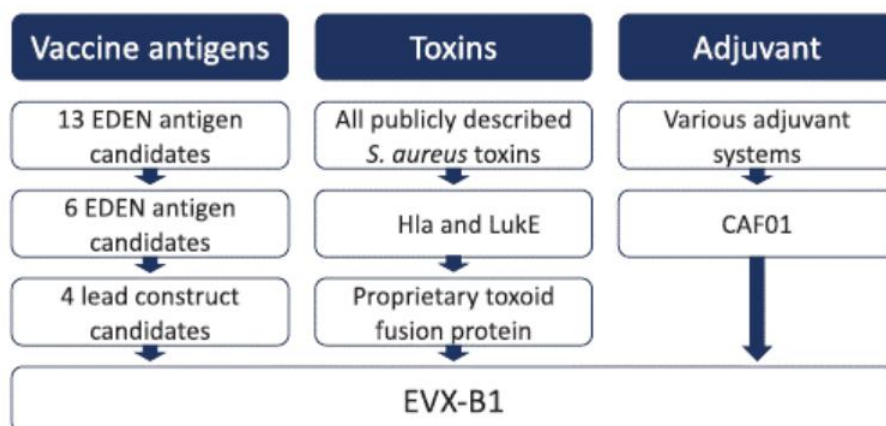 Vaccine antigens
Toxins
Adjuvant
13 EDEN antigen
candidates
All publicly described
S. aureus toxins
Various adjuvant
systems
6 EDEN antigen
candidates
Hla and LukE
CAF01
4 lead construct
candidates
Proprietary toxoid
fusion protein
EVX-B1